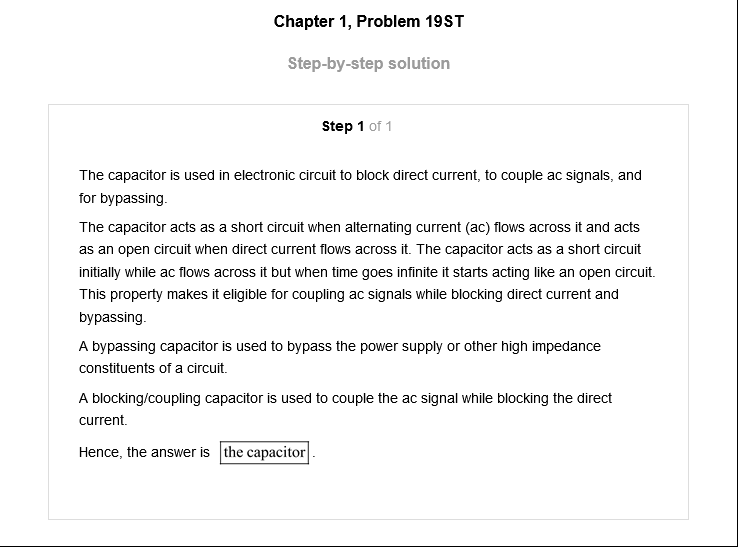 Chapter 1, Problem 19ST
Step-by-step solution
Step 1 of 1
The capacitor is used in electronic circuit to block direct current, to couple ac signals, and
for bypassing.
The capacitor acts as a short circuit when alternating current (ac) flows across it and acts
as an open circuit when direct current flows across it. The capacitor acts as a short circuit
initially while ac flows across it but when time goes infinite it starts acting like an open circuit.
This property makes it eligible for coupling ac signals while blocking direct current and
bypassing.
A bypassing capacitor is used to bypass the power supply or other high impedance
constituents of a circuit.
A blocking/coupling capacitor is used to couple the ac signal while blocking the direct
current.
Hence, the answer is the capacitor.